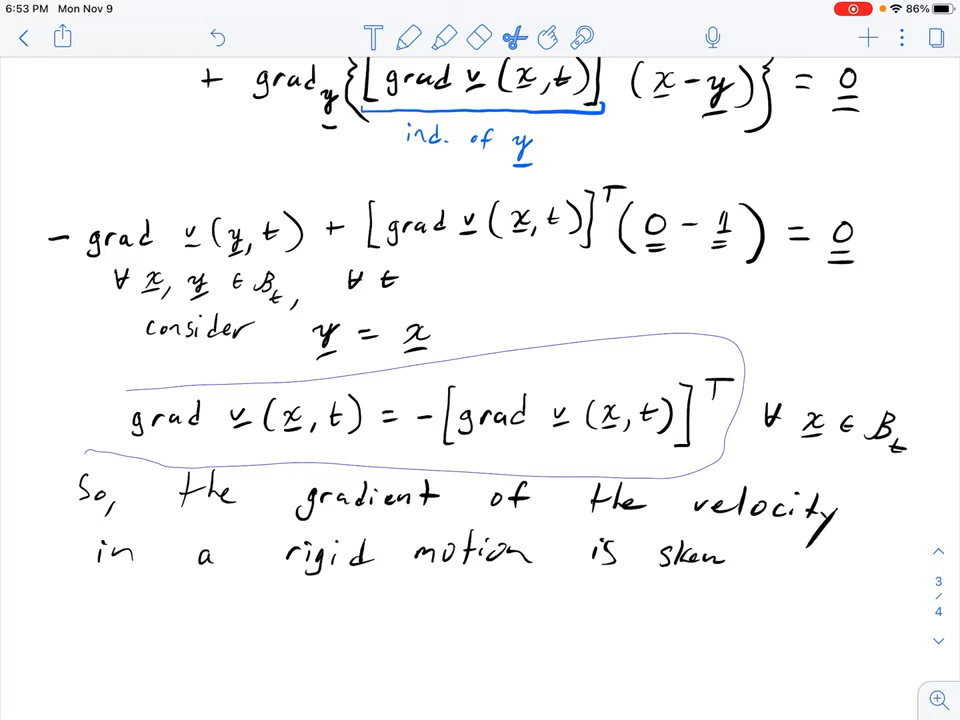 6:53 PM Mon Nov 9 86%
+ grad_y {[grad v (x,t)] (x-y)} = 0
ind. of y
- grad v(y,t) + [grad v(x,t)]^T (0 - 1) = 0
∀ x, y ∈ B_t, ∀ t
consider y = x
grad v(x,t) = -[grad v(x,t)]^T ∀ x ∈ B_t
So, the gradient of the velocity
in a rigid motion is skew
3
/
4